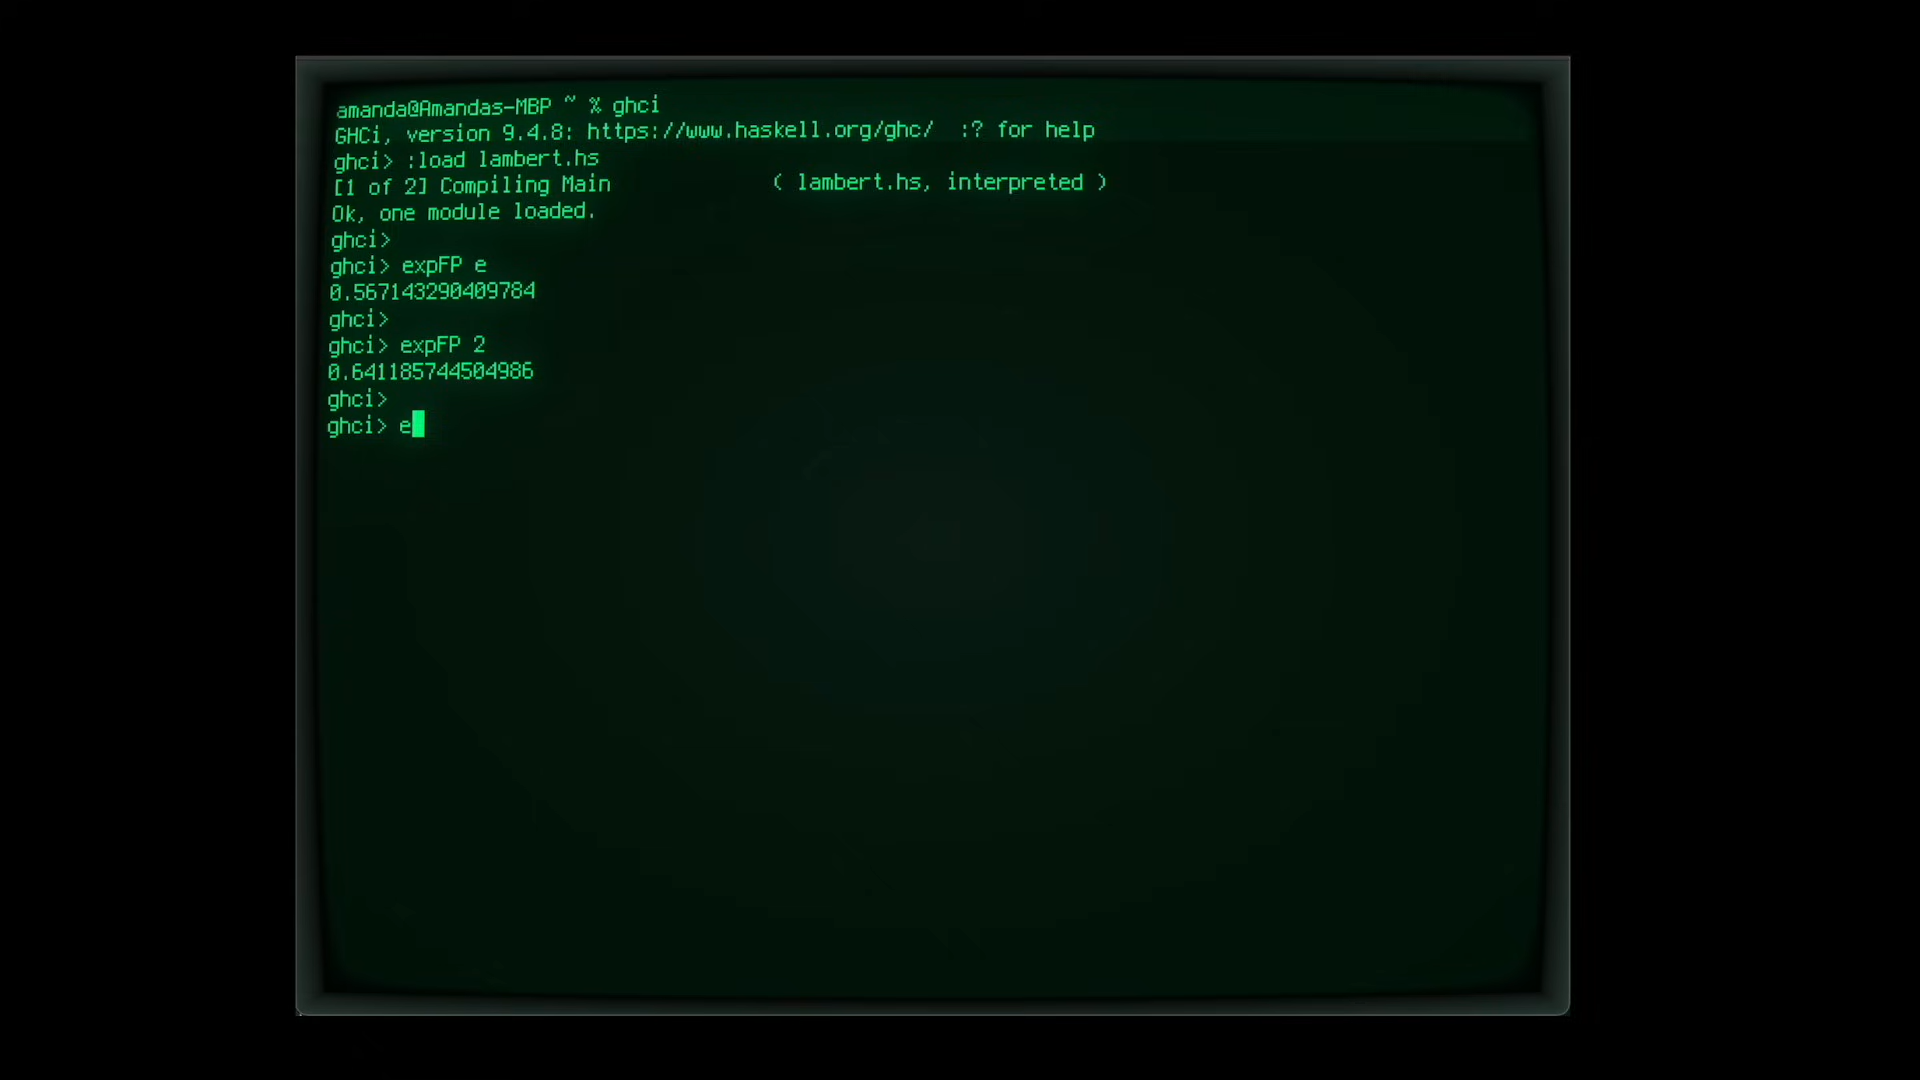 amanda@Amandas-MBP ~ % ghci
GHCi, version 9.4.8: https://www.haskell.org/ghc/  :? for help
ghci> :load lambert.hs
[1 of 2] Compiling Main             ( lambert.hs, interpreted )
Ok, one module loaded.
ghci>
ghci> expFP e
0.567143290409784
ghci>
ghci> expFP 2
0.641185744504986
ghci>
ghci> e